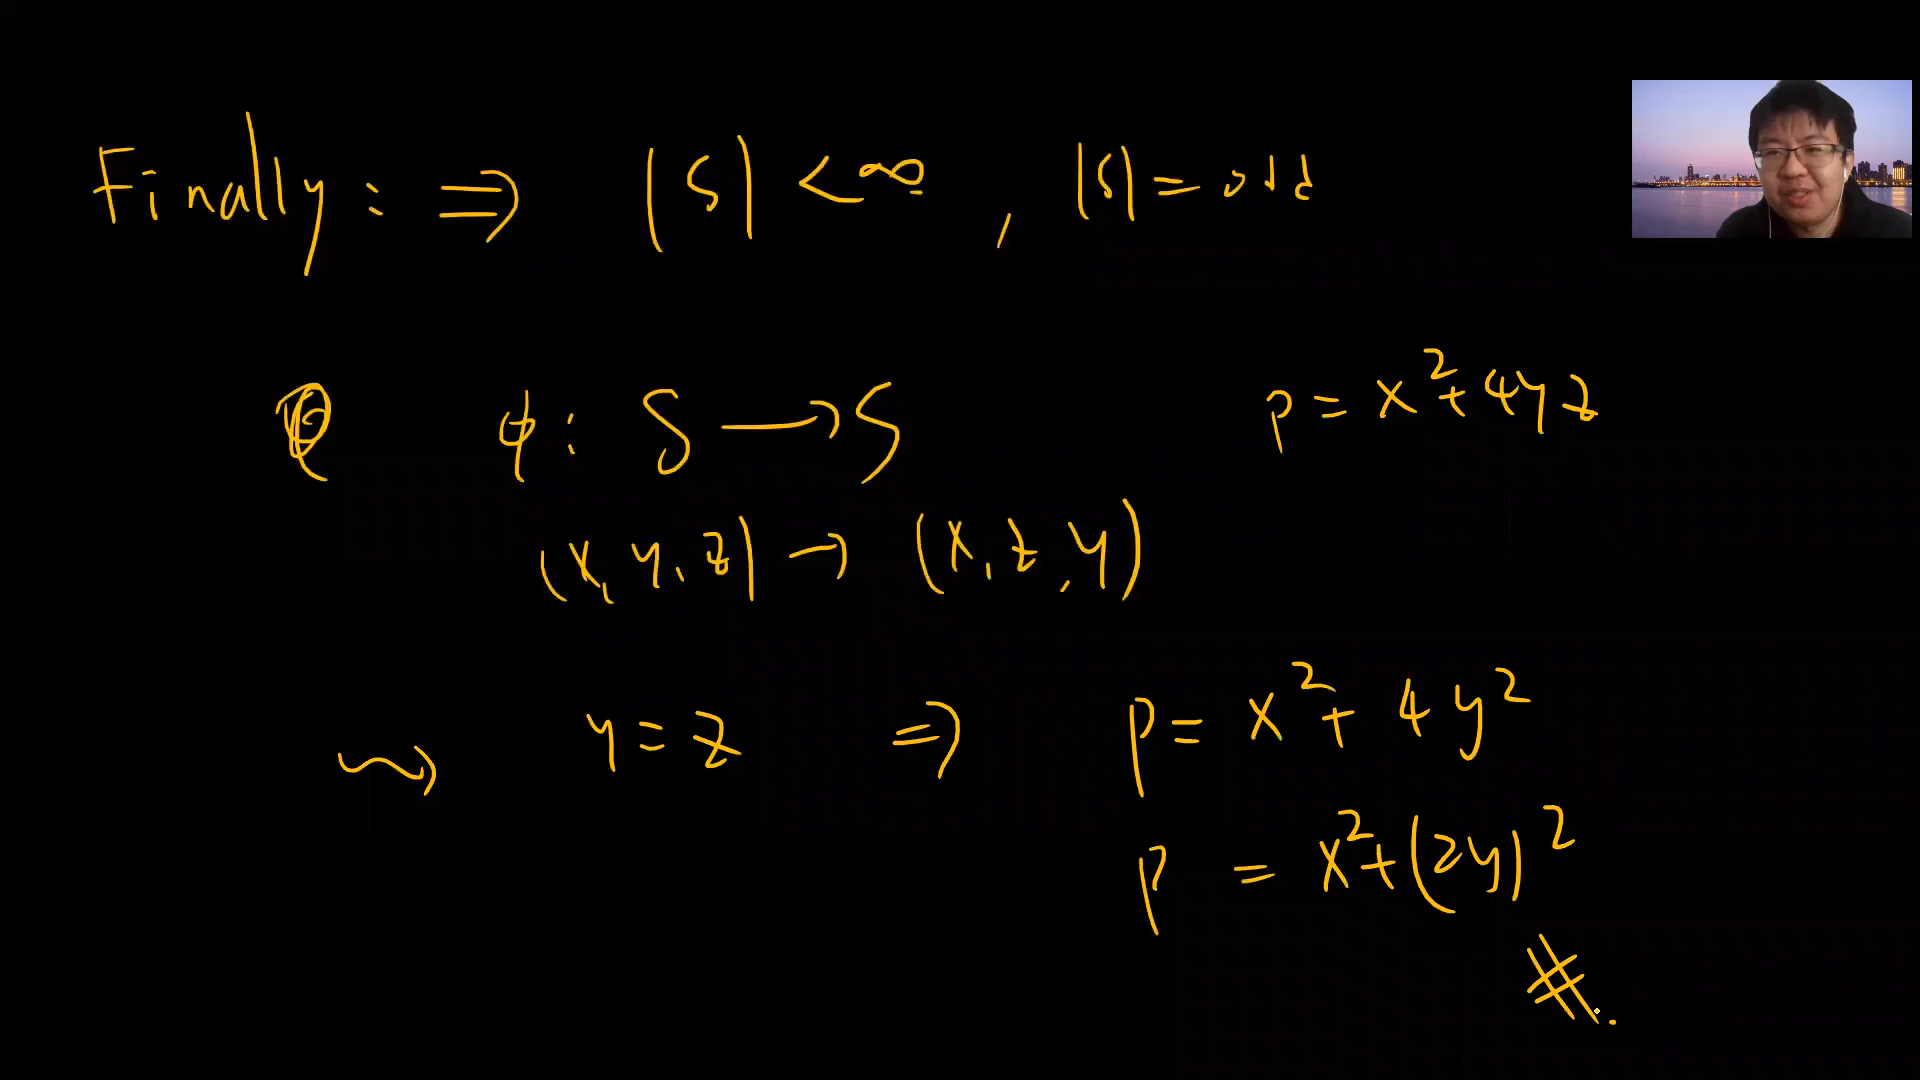 Finally : ⇒ |S| < ∞ , |S| = odd
φ : S → S p = x² + 4yz
(x, y, z) → (x, z, y)
⇝ y = z ⇒ p = x² + 4y²
p = x² + (2y)²
#.